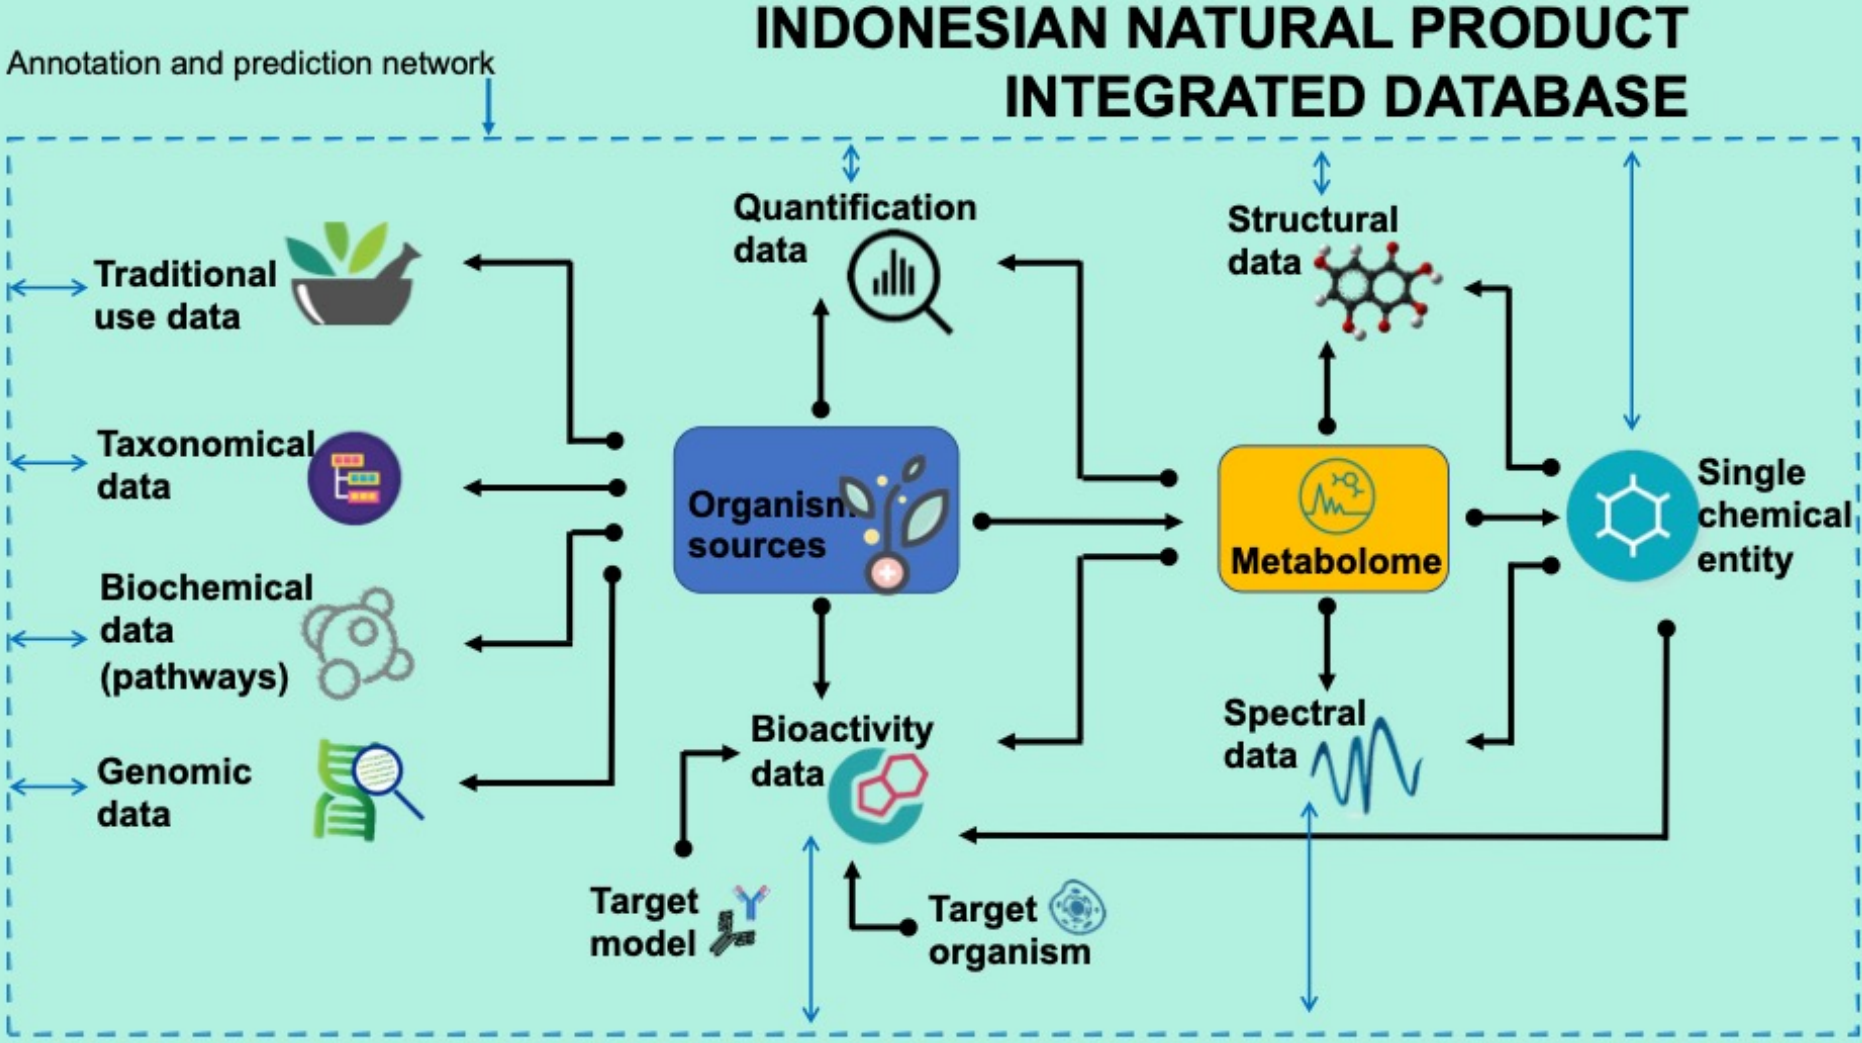 INDONESIAN NATURAL PRODUCT
INTEGRATED DATABASE
Annotation and prediction network
Quantification
data
Structural
data
Traditional
use data
Taxonomical
data
Organism
sources
Metabolome
Single
chemical
entity
Biochemical
data
(pathways)
Bioactivity
data
Spectral
data
Genomic
data
Target
model
Target
organism